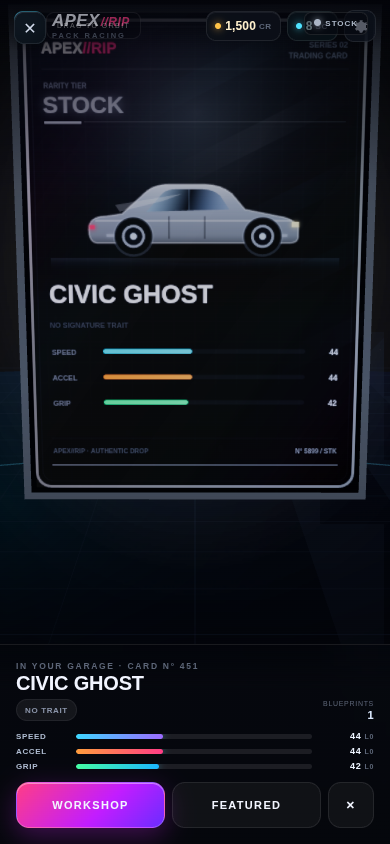 ✕
APEX//RIP
PACK RACING
1,500 CR
8
STOCK
APEX//RIP
SERIES 02
TRADING CARD
RARITY TIER
STOCK
CIVIC GHOST
NO SIGNATURE TRAIT
SPEED 44
ACCEL 44
GRIP 42
APEX//RIP · AUTHENTIC DROP
N° 5899 / STK
IN YOUR GARAGE · CARD N° 451
CIVIC GHOST
NO TRAIT
BLUEPRINTS
1
SPEED 44 L0
ACCEL 44 L0
GRIP 42 L0
WORKSHOP
FEATURED
✕